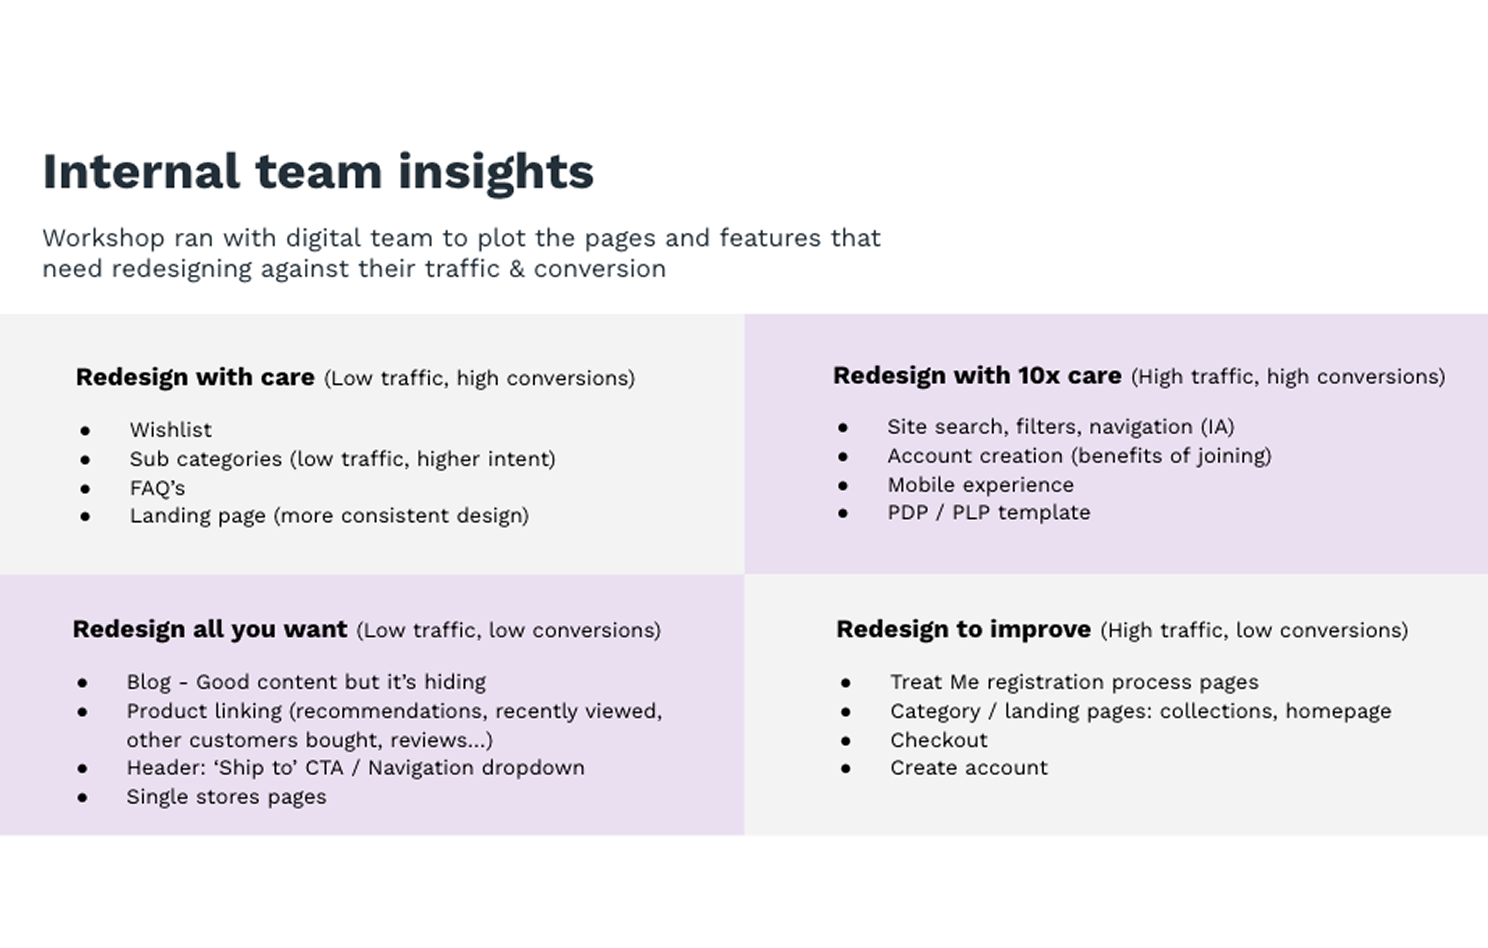 Internal team insights
Workshop ran with digital team to plot the pages and features that
need redesigning against their traffic & conversion
Redesign with care (Low traffic, high conversions)
● Wishlist
● Sub categories (low traffic, higher intent)
● FAQ’s
● Landing page (more consistent design)
Redesign with 10x care (High traffic, high conversions)
● Site search, filters, navigation (IA)
● Account creation (benefits of joining)
● Mobile experience
● PDP / PLP template
Redesign all you want (Low traffic, low conversions)
● Blog - Good content but it’s hiding
● Product linking (recommendations, recently viewed,
other customers bought, reviews...)
● Header: ‘Ship to’ CTA / Navigation dropdown
● Single stores pages
Redesign to improve (High traffic, low conversions)
● Treat Me registration process pages
● Category / landing pages: collections, homepage
● Checkout
● Create account